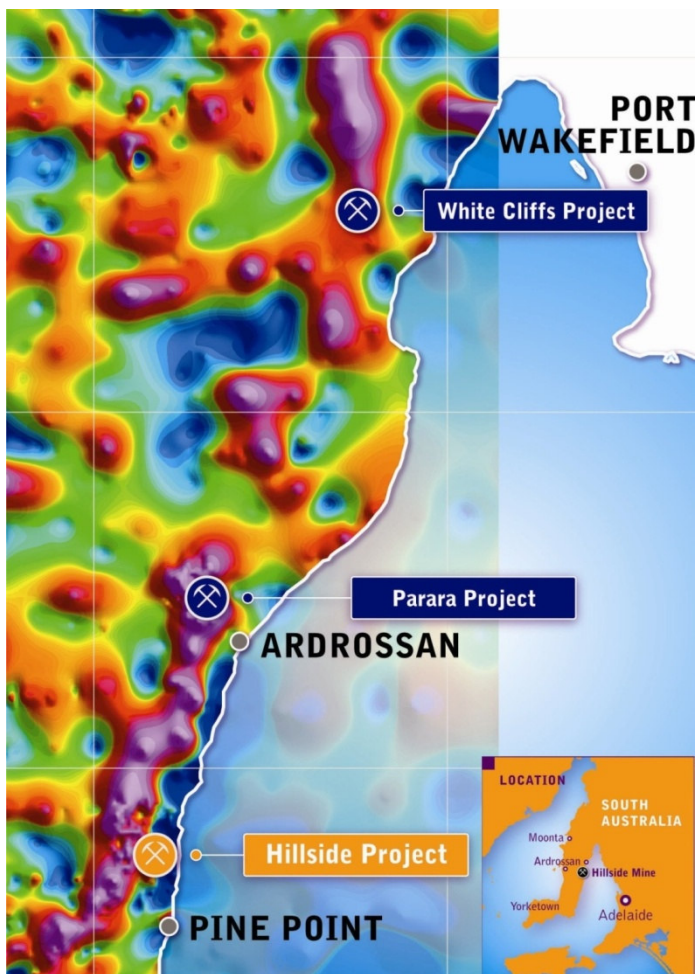 PORT
WAKEFIELD
White Cliffs Project
Parara Project
ARDROSSAN
Hillside Project
PINE POINT
LOCATION
SOUTH
AUSTRALIA
Moonta
Ardrossan
Hillside Mine
Yorketown
Adelaide